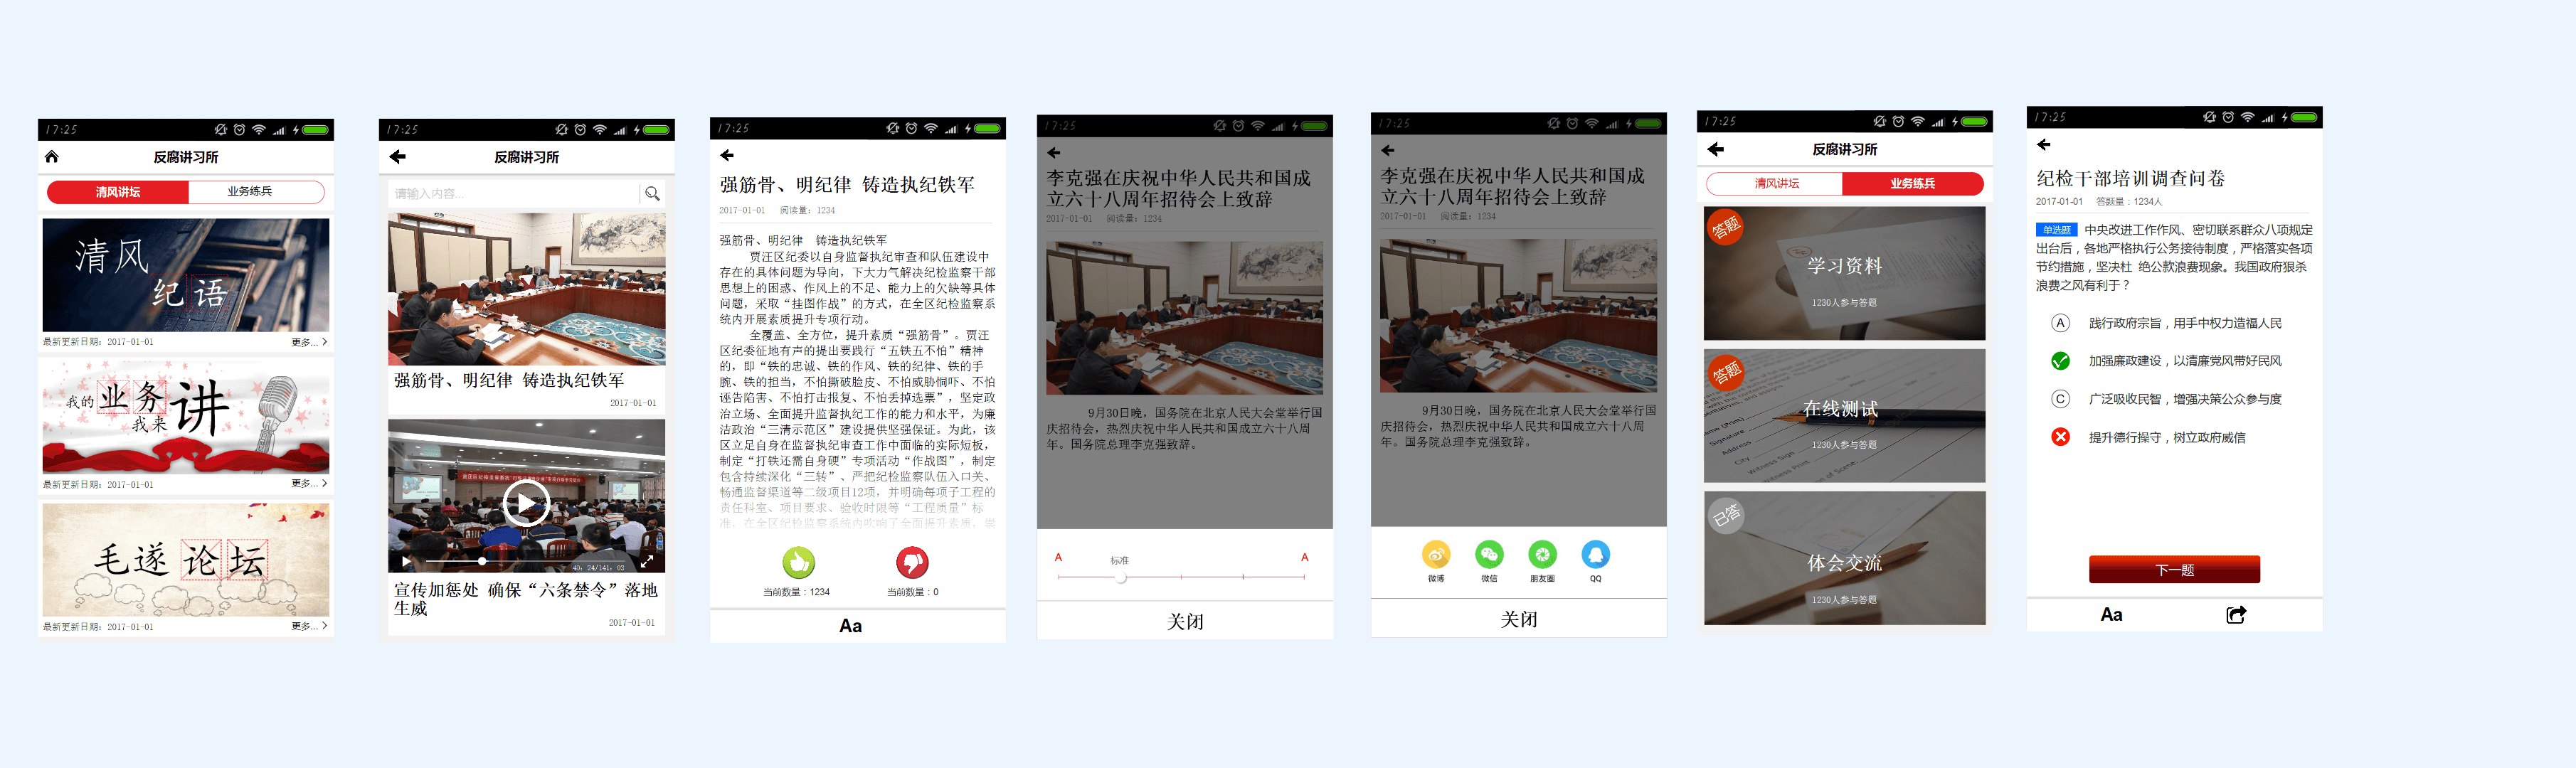 17:25
反腐讲习所
清风讲坛
业务练兵
清风
纪语
最新更新日期：2017-01-01
更多...
我的业务我来讲
最新更新日期：2017-01-01
更多...
毛遂论坛
最新更新日期：2017-01-01
更多...
17:25
反腐讲习所
请输入内容...
强筋骨、明纪律 铸造执纪铁军
2017-01-01
40：24/141：03
宣传加惩处 确保“六条禁令”落地
生威
2017-01-01
17:25
强筋骨、明纪律 铸造执纪铁军
2017-01-01 阅读量：1234
强筋骨、明纪律 铸造执纪铁军
贾汪区纪委以自身监督执纪审查和队伍建设中
存在的具体问题为导向，下大力气解决纪检监察干部
思想上的困惑、作风上的不足、能力上的欠缺等具体
问题，采取“挂图作战”的方式，在全区纪检监察系
统内开展素质提升专项行动。
全覆盖、全方位，提升素质“强筋骨”。贾汪
区纪委征地有声的提出要践行“五铁五不怕”精神
的，即“铁的忠诚、铁的作风、铁的纪律、铁的手
腕、铁的担当，不怕撕破脸皮、不怕威胁恫吓、不怕
诬告陷害、不怕打击报复、不怕丢掉选票”，坚定政
治立场、全面提升监督执纪工作的能力和水平，为廉
洁政治“三清示范区”建设提供坚强保证。为此，该
区立足自身在监督执纪审查工作中面临的实际短板，
制定“打铁还需自身硬”专项活动“作战图”，制定
包含持续深化“三转”、严把纪检监察队伍入口关、
畅通监督渠道等二级项目12项，并明确每项子工程的
责任科室、项目要求、验收时限等“工程质量”标
准，在全区纪检监察系统内吹响了全面提升素质，崇
当前数量：1234
当前数量：0
Aa
17:25
李克强在庆祝中华人民共和国成
立六十八周年招待会上致辞
2017-01-01 阅读量：1234
9月30日晚，国务院在北京人民大会堂举行国
庆招待会，热烈庆祝中华人民共和国成立六十八周
年。国务院总理李克强致辞。
A
标准
A
关闭
17:25
李克强在庆祝中华人民共和国成
立六十八周年招待会上致辞
2017-01-01 阅读量：1234
9月30日晚，国务院在北京人民大会堂举行国
庆招待会，热烈庆祝中华人民共和国成立六十八周
年。国务院总理李克强致辞。
微博
微信
朋友圈
QQ
关闭
17:25
反腐讲习所
清风讲坛
业务练兵
答题
学习资料
1230人参与答题
答题
在线测试
1230人参与答题
Signature
Address
City
Witness Sign
Witness Print
已答
体会交流
1230人参与答题
17:25
纪检干部培训调查问卷
2017-01-01 答题量：1234人
单选题 中央改进工作作风、密切联系群众八项规定
出台后，各地严格执行公务接待制度，严格落实各项
节约措施，坚决杜 绝公款浪费现象。我国政府狠杀
浪费之风有利于？
A 践行政府宗旨，用手中权力造福人民
加强廉政建设，以清廉党风带好民风
C 广泛吸收民智，增强决策公众参与度
提升德行操守，树立政府威信
下一题
Aa